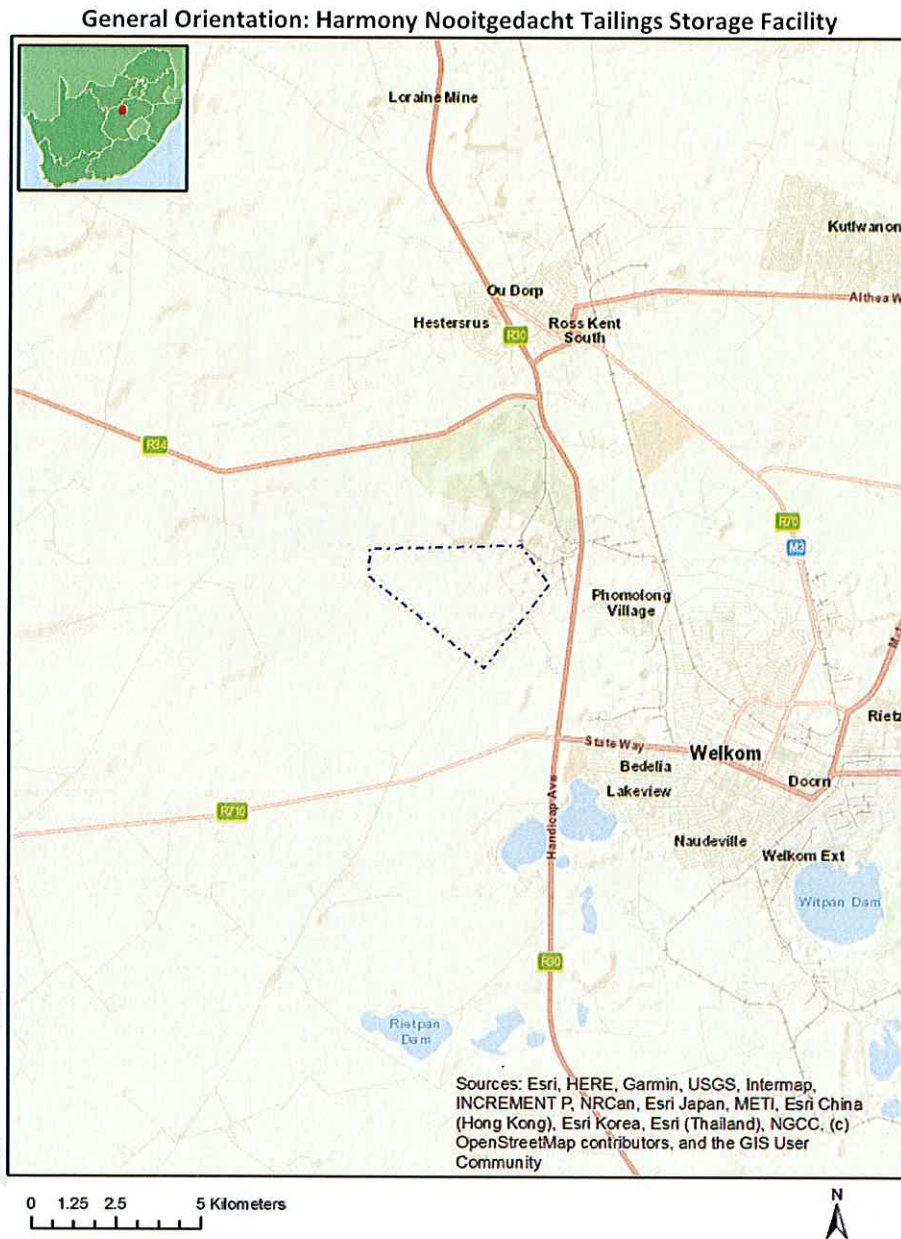 General Orientation: Harmony Nooitgedacht Tailings Storage Facility
Loraine Mine
Kutlwanon
Ou Dorp
Althea W
Hestersrus
R30
Ross Kent
South
R34
R70
M3
Phomolong
Village
Rietz
State Way
Welkom
Bedelia
Doorn
Lakeview
R710
Handicap Ave
Naudeville
Welkom Ext
Witpan Dam
R30
Rietpan
Dam
Sources: Esri, HERE, Garmin, USGS, Intermap,
INCREMENT P, NRCan, Esri Japan, METI, Esri China
(Hong Kong), Esri Korea, Esri (Thailand), NGCC, (c)
OpenStreetMap contributors, and the GIS User
Community
0 1.25 2.5 5 Kilometers
N